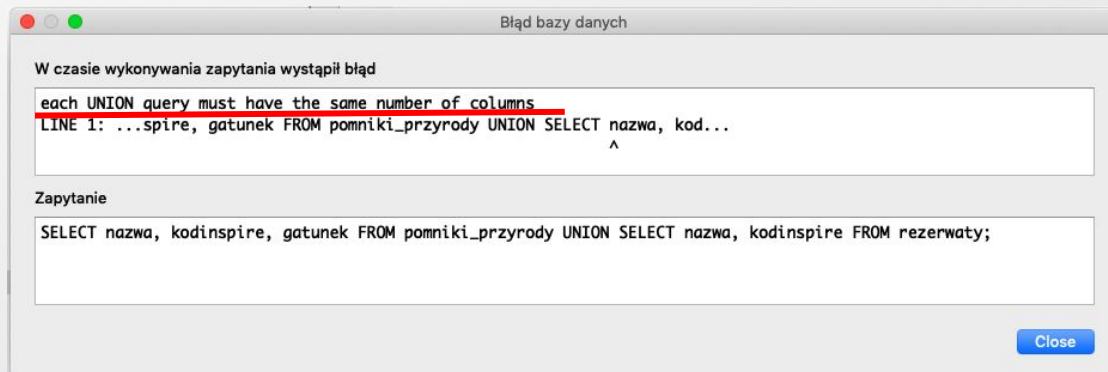 Błąd bazy danych
W czasie wykonywania zapytania wystąpił błąd
each UNION query must have the same number of columns
LINE 1: ...spire, gatunek FROM pomniki_przyrody UNION SELECT nazwa, kod...
^
Zapytanie
SELECT nazwa, kodinspire, gatunek FROM pomniki_przyrody UNION SELECT nazwa, kodinspire FROM rezerwaty;
Close